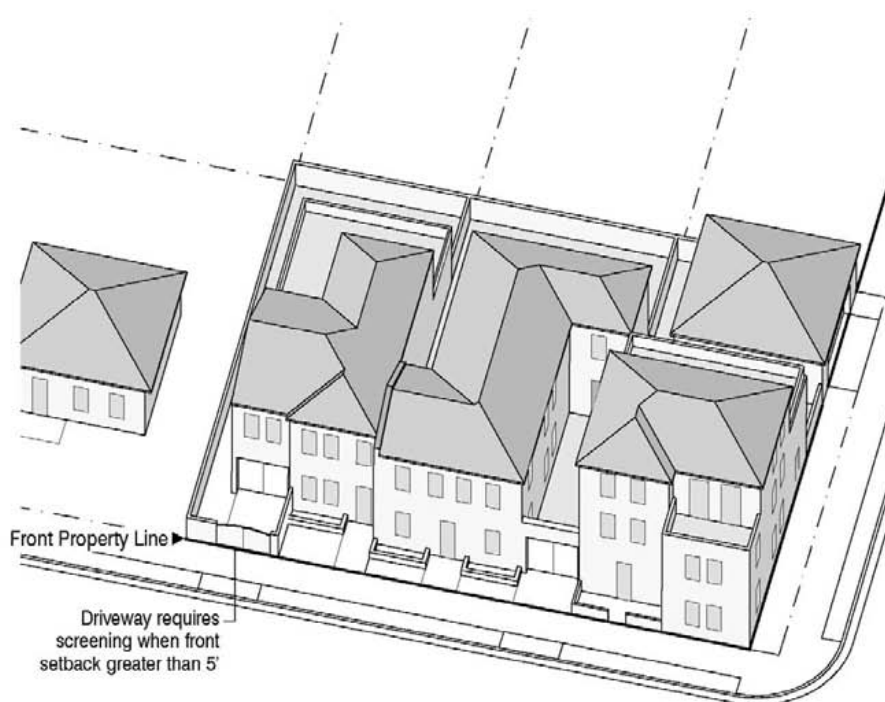 Front Property Line
Driveway requires
screening when front
setback greater than 5'